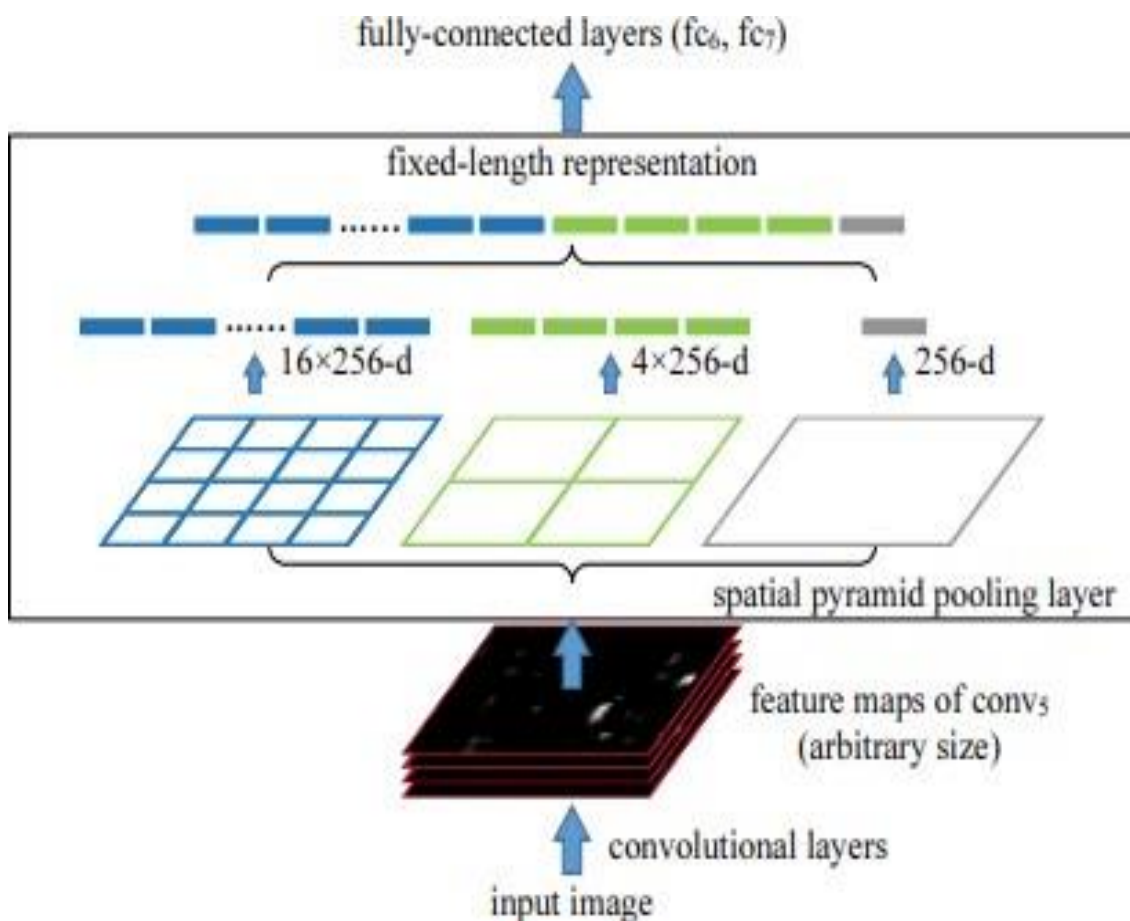 fully-connected layers (fc₆, fc₇)
fixed-length representation
......
......
16×256-d
4×256-d
256-d
spatial pyramid pooling layer
feature maps of conv₅
(arbitrary size)
convolutional layers
input image